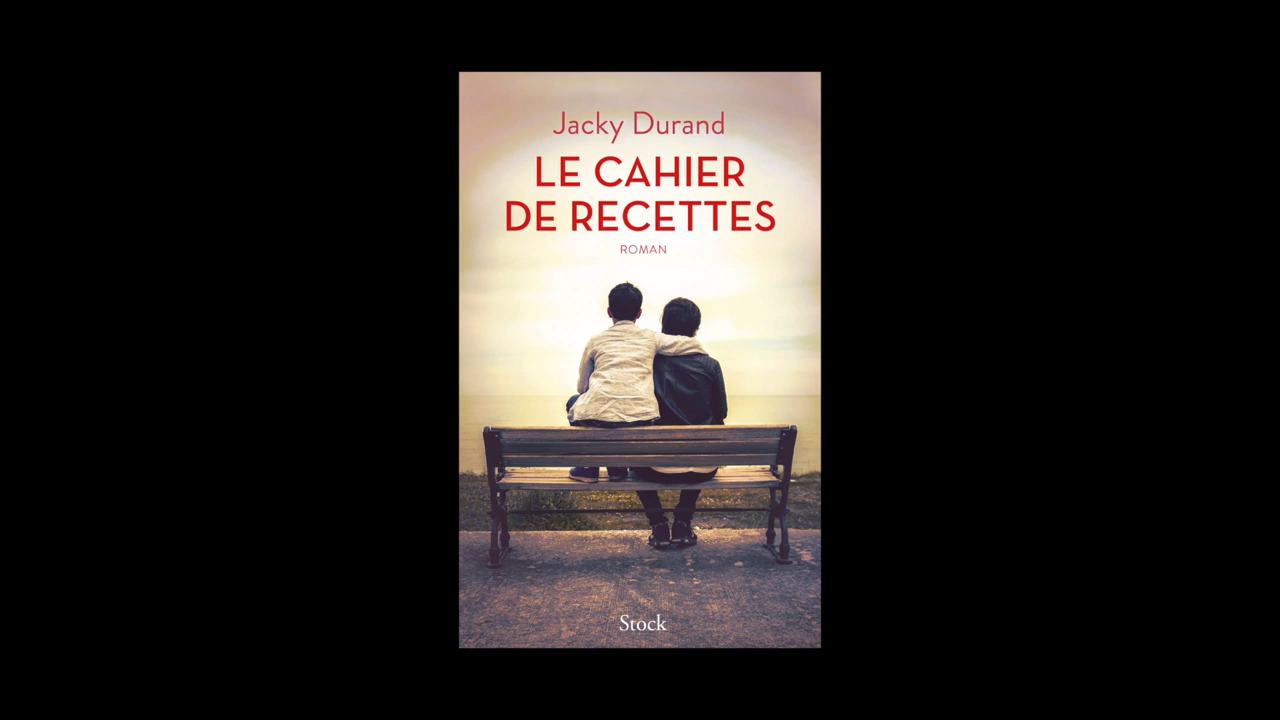 Jacky Durand
LE CAHIER
DE RECETTES
ROMAN
Stock